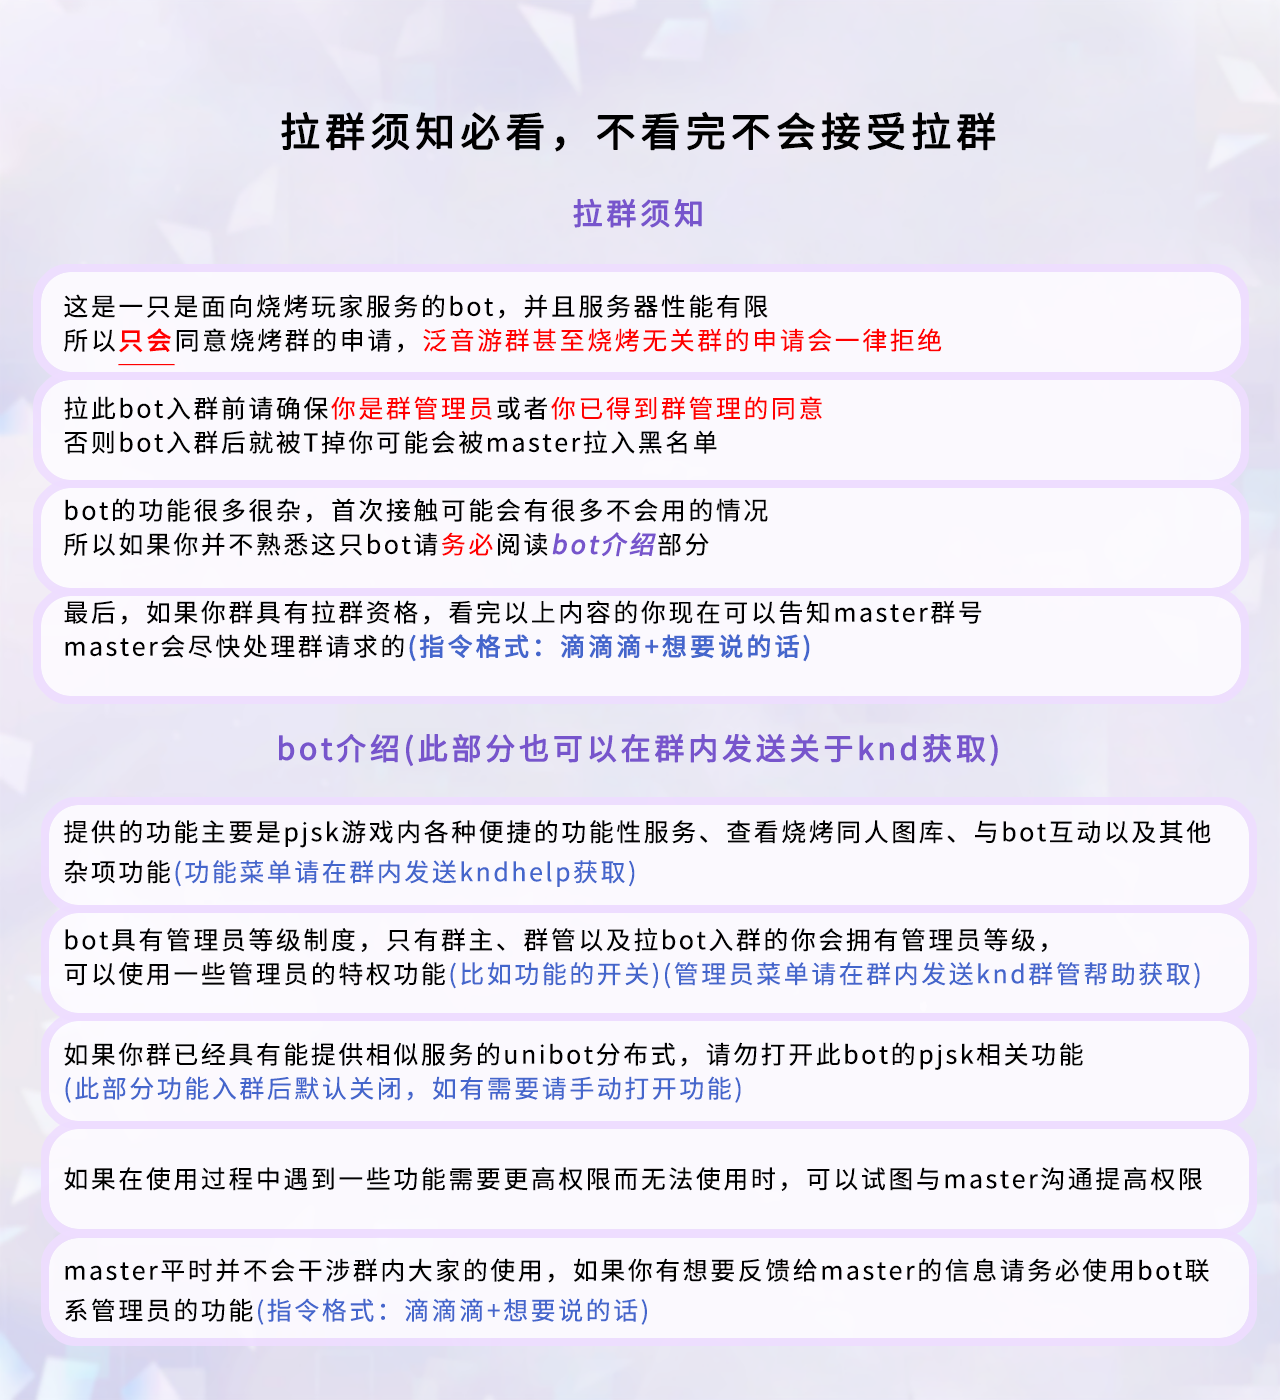 拉群须知必看，不看完不会接受拉群
拉群须知
这是一只是面向烧烤玩家服务的bot，并且服务器性能有限
所以只会同意烧烤群的申请，泛音游群甚至烧烤无关群的申请会一律拒绝
拉此bot入群前请确保你是群管理员或者你已得到群管理的同意
否则bot入群后就被T掉你可能会被master拉入黑名单
bot的功能很多很杂，首次接触可能会有很多不会用的情况
所以如果你并不熟悉这只bot请务必阅读bot介绍部分
最后，如果你群具有拉群资格，看完以上内容的你现在可以告知master群号
master会尽快处理群请求的(指令格式：滴滴滴+想要说的话)
bot介绍(此部分也可以在群内发送关于knd获取)
提供的功能主要是pjsk游戏内各种便捷的功能性服务、查看烧烤同人图库、与bot互动以及其他
杂项功能(功能菜单请在群内发送kndhelp获取)
bot具有管理员等级制度，只有群主、群管以及拉bot入群的你会拥有管理员等级，
可以使用一些管理员的特权功能(比如功能的开关)(管理员菜单请在群内发送knd群管帮助获取)
如果你群已经具有能提供相似服务的unibot分布式，请勿打开此bot的pjsk相关功能
(此部分功能入群后默认关闭，如有需要请手动打开功能)
如果在使用过程中遇到一些功能需要更高权限而无法使用时，可以试图与master沟通提高权限
master平时并不会干涉群内大家的使用，如果你有想要反馈给master的信息请务必使用bot联
系管理员的功能(指令格式：滴滴滴+想要说的话)